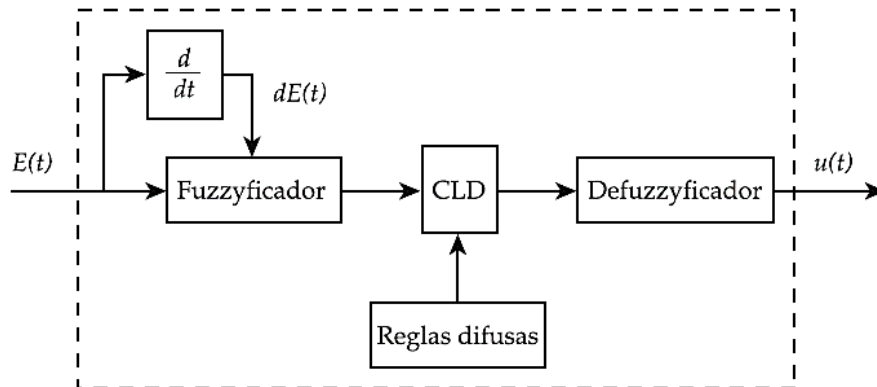 d
dt
dE(t)
E(t)
Fuzzyficador
CLD
Defuzzyficador
u(t)
Reglas difusas